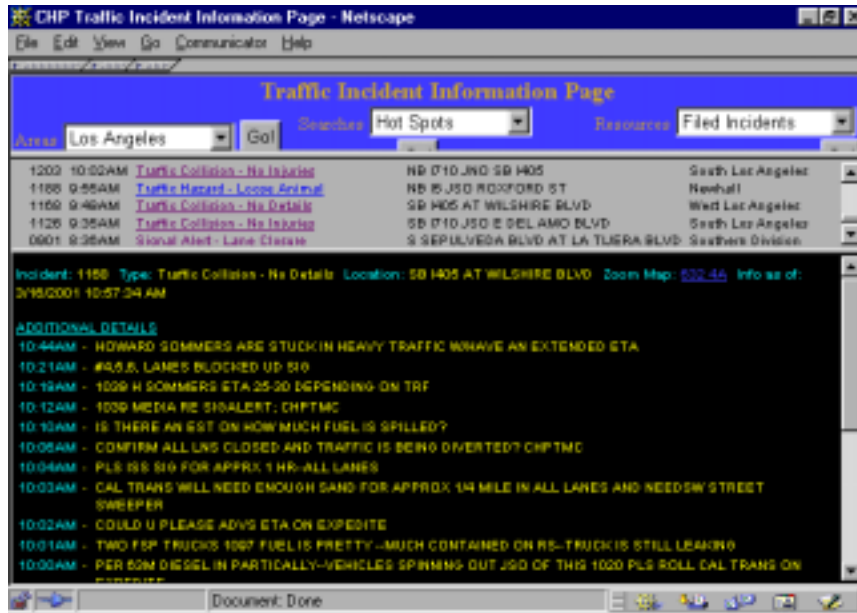 CHP Traffic Incident Information Page - Netscape
File Edit View Go Communicator Help
Traffic Incident Information Page
Areas Los Angeles Go! Searches Hot Spots Resources Filed Incidents
1203 10:02AM Traffic Collision - No Injuries NB I710 JNO SB I405 South Los Angeles
1188 9:55AM Traffic Hazard - Loose Animal NB I5 JSO ROXFORD ST Newhall
1168 9:49AM Traffic Collision - No Details SB I405 AT WILSHIRE BLVD West Los Angeles
1126 9:35AM Traffic Collision - No Injuries SB I710 JSO E DEL AMO BLVD South Los Angeles
0801 8:35AM Signal Alert - Lane Closure S SEPULVEDA BLVD AT LA TIJERA BLVD Southern Division
Incident: 1168 Type: Traffic Collision - No Details Location: SB I405 AT WILSHIRE BLVD Zoom Map: 632 4A Info as of:
3/16/2001 10:57:34 AM
ADDITIONAL DETAILS
10:44AM - HOWARD SOMMERS ARE STUCK IN HEAVY TRAFFIC W/HAVE AN EXTENDED ETA
10:21AM - #4,5,6, LANES BLOCKED UD SIG
10:19AM - 1039 H SOMMERS ETA 25-30 DEPENDING ON TRF
10:12AM - 1039 MEDIA RE SIGALERT; CHPTMC
10:10AM - IS THERE AN EST ON HOW MUCH FUEL IS SPILLED?
10:05AM - CONFIRM ALL LNS CLOSED AND TRAFFIC IS BEING DIVERTED? CHPTMC
10:04AM - PLS ISS SIG FOR APPRX 1 HR-ALL LANES
10:03AM - CAL TRANS WILL NEED ENOUGH SAND FOR APPROX 1/4 MILE IN ALL LANES AND NEEDSW STREET
SWEEPER
10:02AM - COULD U PLEASE ADVS ETA ON EXPEDITE
10:01AM - TWO FSP TRUCKS 1097 FUEL IS PRETTY--MUCH CONTAINED ON RS--TRUCK IS STILL LEAKING
10:00AM - PER 63M DIESEL IN PARTICALLY--VEHICLES SPINNING OUT JSO OF THIS 1020 PLS ROLL CAL TRANS ON
Document: Done